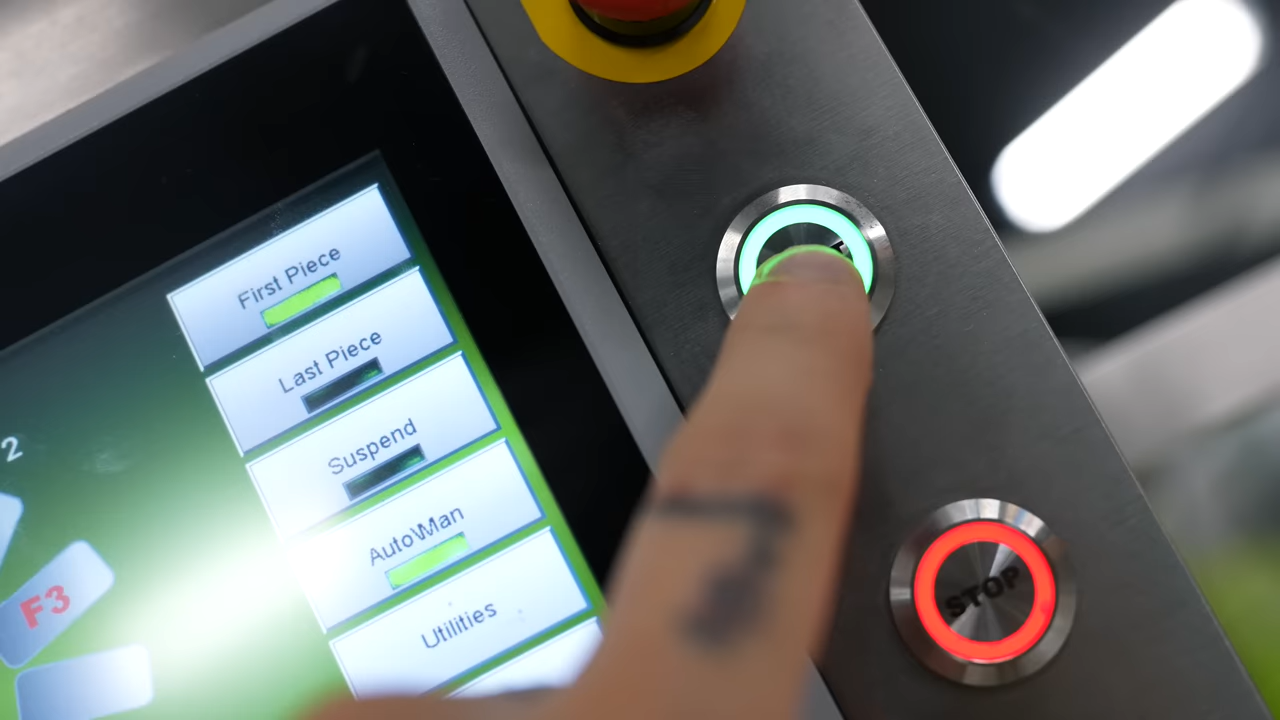 First Piece
Last Piece
Suspend
Auto\Man
Utilities
2
F3
STOP